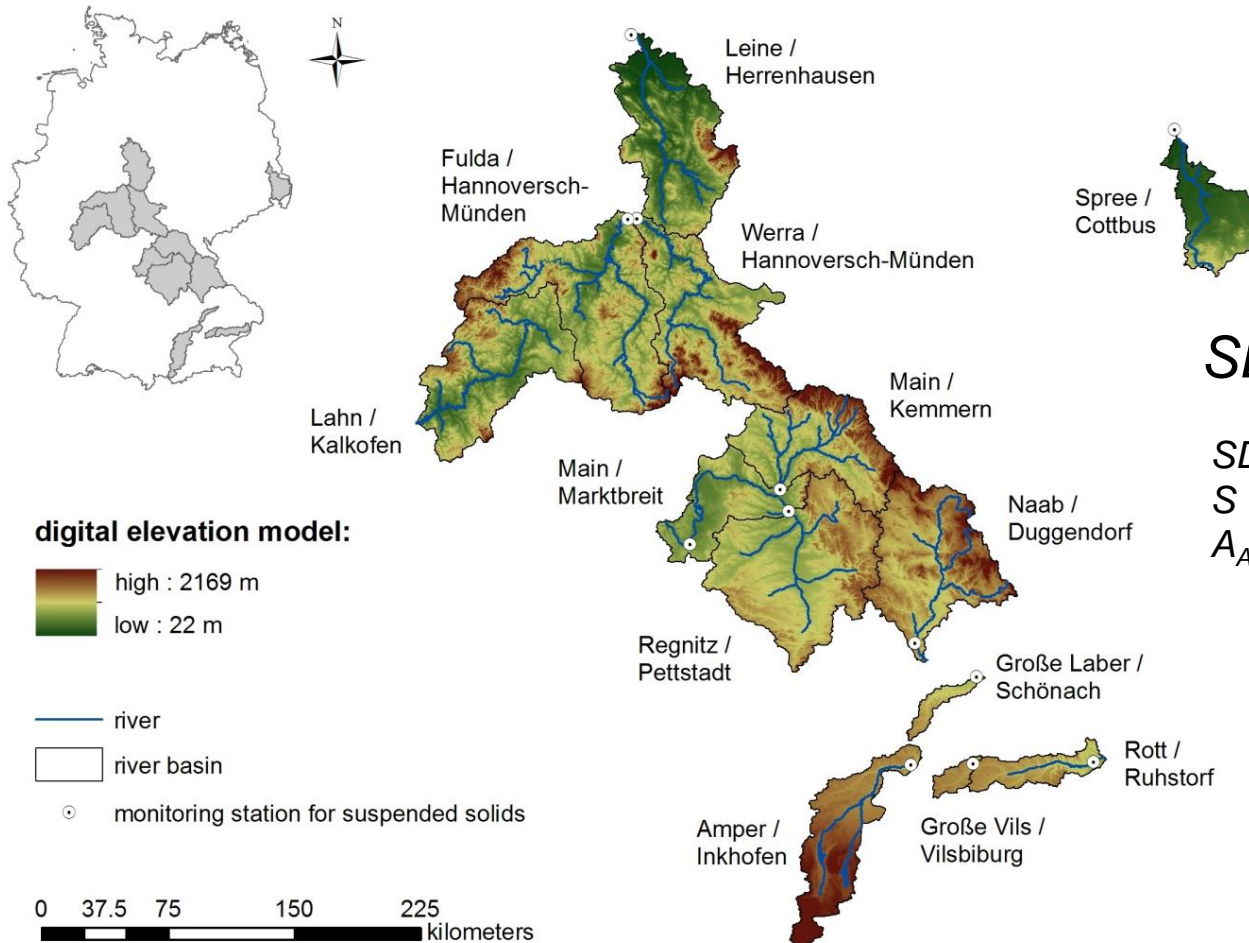 N
Leine /
Herrenhausen
Fulda /
Hannoversch-
Münden
Spree /
Cottbus
Werra /
Hannoversch-Münden
Main /
Kemmern
Lahn /
Kalkofen
Main /
Marktbreit
Naab /
Duggendorf
digital elevation model:
high : 2169 m
low : 22 m
Regnitz /
Pettstadt
Große Laber /
Schönach
river
river basin
monitoring station for suspended solids
Rott /
Ruhstorf
Amper /
Inkhofen
Große Vils /
Vilsbiburg
0 37.5 75 150 225
kilometers
S